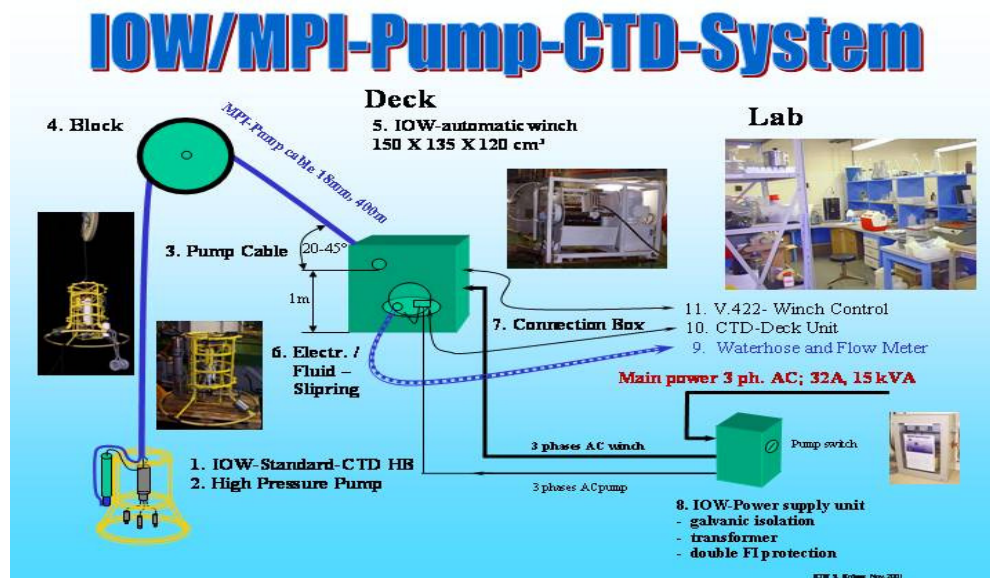 IOW/MPI-Pump-CTD-System
Deck
Lab
4. Block
MPI-Pump cable 18mm, 400m
5. IOW-automatic winch
150 X 135 X 120 cm³
3. Pump Cable
20-45°
1m
7. Connection Box
11. V.422- Winch Control
10. CTD-Deck Unit
9. Waterhose and Flow Meter
6. Electr. /
Fluid –
Slipring
Main power 3 ph. AC; 32A, 15 kVA
3 phases AC winch
Pump switch
1. IOW-Standard-CTD HB
2. High Pressure Pump
3 phases ACpump
8. IOW-Power supply unit
- galvanic isolation
- transformer
- double FI protection